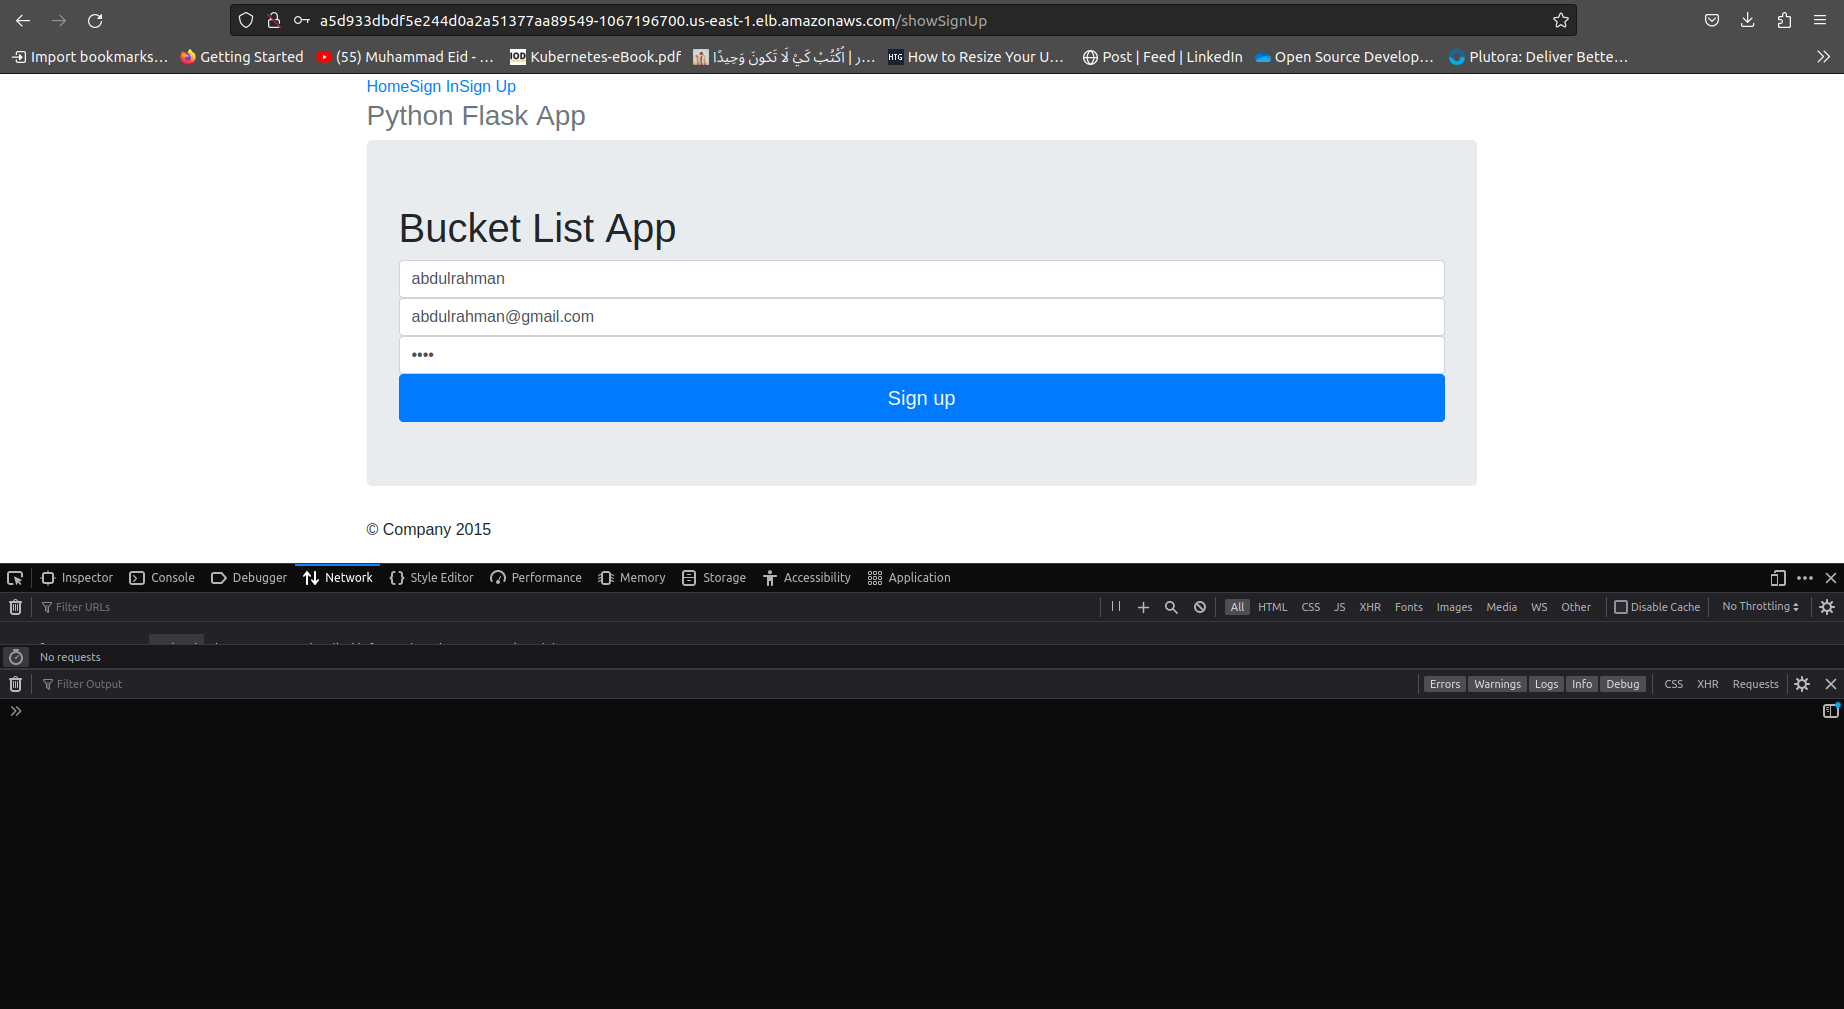 a5d933dbdf5e244d0a2a51377aa89549-1067196700.us-east-1.elb.amazonaws.com/showSignUp
Import bookmarks… Getting Started (55) Muhammad Eid - … Kubernetes-eBook.pdf …ر | أُكْتُبْ كَيْ لَا تَكونَ وَحِيدًا How to Resize Your U… Post | Feed | LinkedIn Open Source Develop… Plutora: Deliver Bette…
HomeSign InSign Up
Python Flask App
Bucket List App
abdulrahman
abdulrahman@gmail.com
••••
Sign up
© Company 2015
Inspector Console Debugger Network Style Editor Performance Memory Storage Accessibility Application
Filter URLs All HTML CSS JS XHR Fonts Images Media WS Other Disable Cache No Throttling
No requests
Filter Output Errors Warnings Logs Info Debug CSS XHR Requests